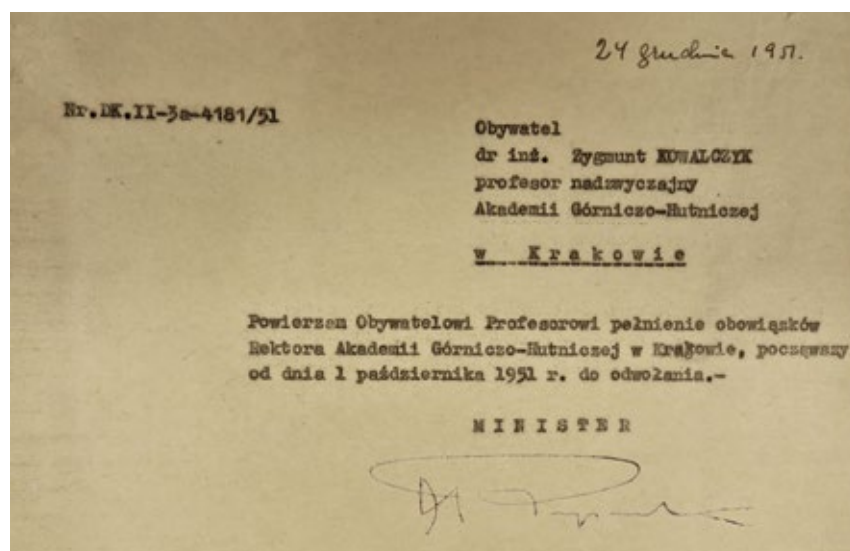 24 grudnia 1951.
Nr.DK.II-3a-4181/51
Obywatel
dr inż. Zygmunt KOWALCZYK
profesor nadzwyczajny
Akademii Górniczo-Hutniczej
w Krakowie
Powierzam Obywatelowi Profesorowi pełnienie obowiązków
Rektora Akademii Górniczo-Hutniczej w Krakowie, począwszy
od dnia 1 października 1951 r. do odwołania.-
MINISTER